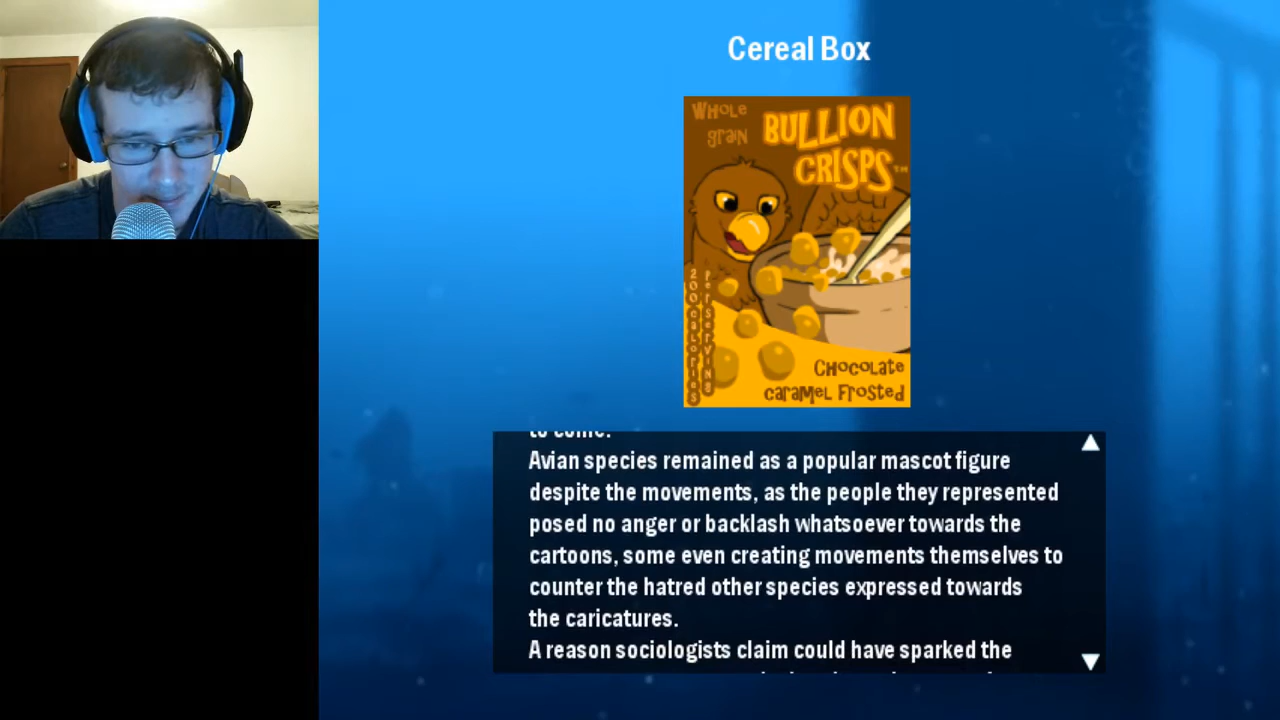 Cereal Box
Whole
grain
BULLION
CRISPS™
200 calories
per serving
Chocolate
caramel Frosted
to come.
Avian species remained as a popular mascot figure
despite the movements, as the people they represented
posed no anger or backlash whatsoever towards the
cartoons, some even creating movements themselves to
counter the hatred other species expressed towards
the caricatures.
A reason sociologists claim could have sparked the